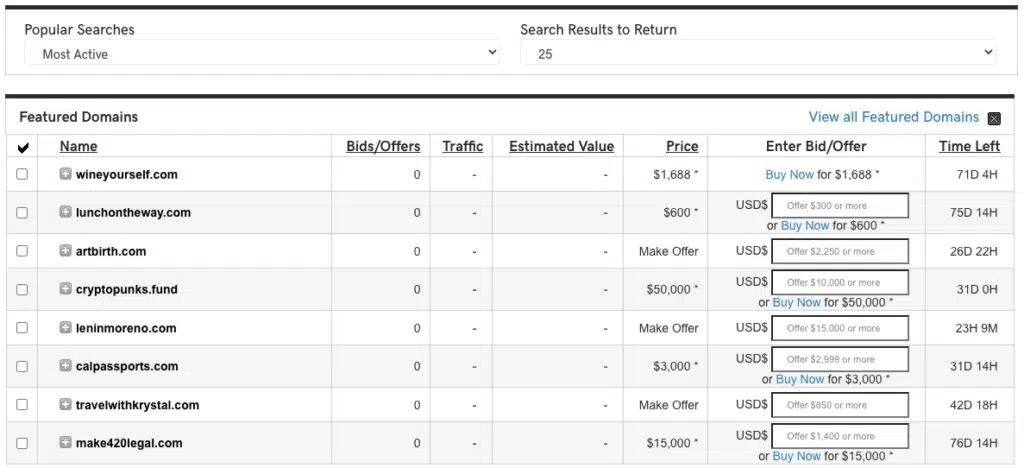 Popular Searches Search Results to Return
Most Active 25
Featured Domains View all Featured Domains
Name Bids/Offers Traffic Estimated Value Price Enter Bid/Offer Time Left
wineyourself.com 0 - - $1,688 * Buy Now for $1,688 * 71D 4H
lunchontheway.com 0 - - $600 * USD$ Offer $300 or more 75D 14H
or Buy Now for $600 *
artbirth.com 0 - - Make Offer USD$ Offer $2,250 or more 26D 22H
cryptopunks.fund 0 - - $50,000 * USD$ Offer $10,000 or more 31D 0H
or Buy Now for $50,000 *
leninmoreno.com 0 - - Make Offer USD$ Offer $15,000 or more 23H 9M
calpassports.com 0 - - $3,000 * USD$ Offer $2,999 or more 31D 14H
or Buy Now for $3,000 *
travelwithkrystal.com 0 - - Make Offer USD$ Offer $850 or more 42D 18H
make420legal.com 0 - - $15,000 * USD$ Offer $1,400 or more 76D 14H
or Buy Now for $15,000 *